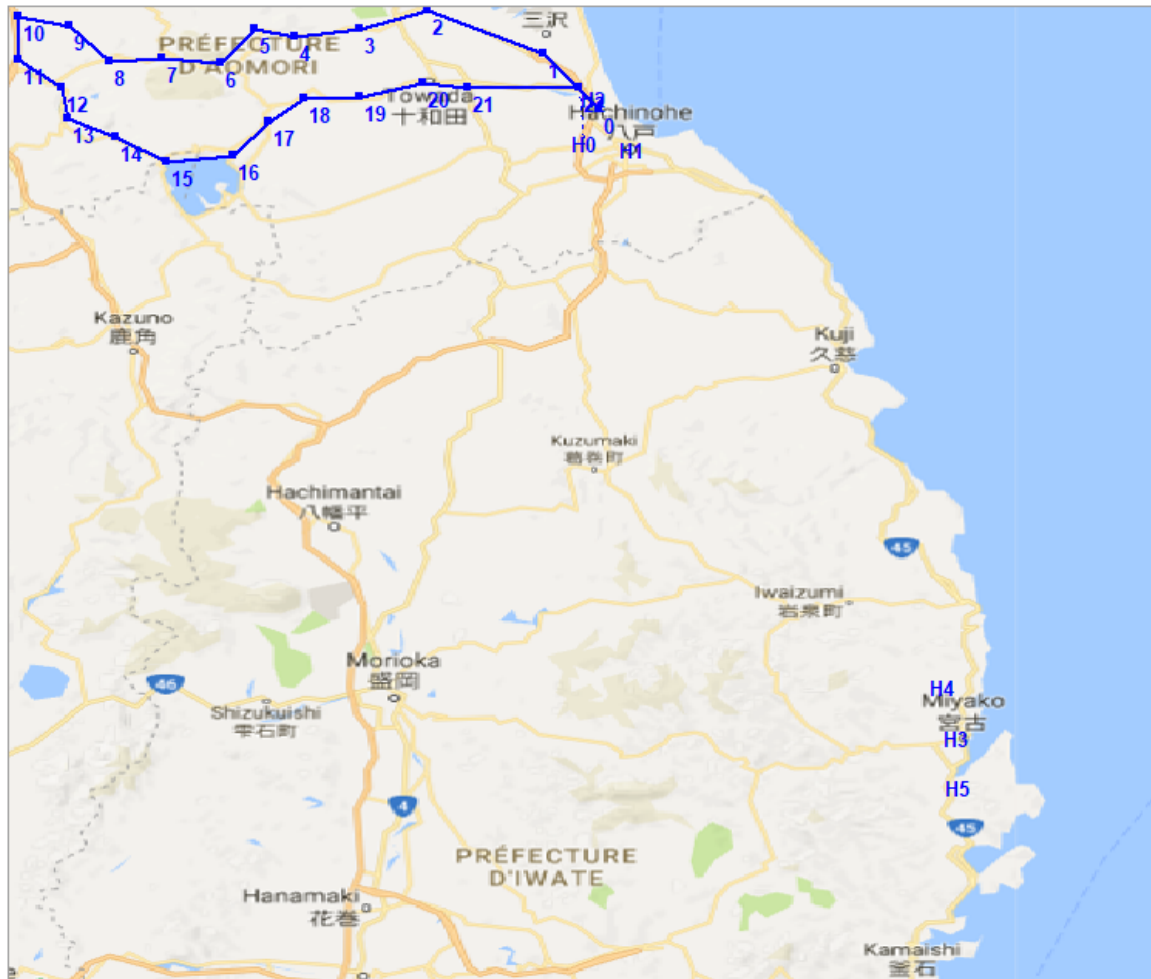 10
9
5
4
3
2
三沢
PRÉFECTURE
D'AOMORI
8
7
6
1
11
12
13
14
15
16
17
18
19
20
21
Towada
十和田
Hachinohe
八戸
0
H0
H1
Kazuno
鹿角
Kuji
久慈
Kuzumaki
葛巻町
Hachimantai
八幡平
45
Iwaizumi
岩泉町
Morioka
盛岡
46
Shizukuishi
雫石町
H4
Miyako
宮古
H3
H5
4
45
PRÉFECTURE
D'IWATE
Hanamaki
花巻
Kamaishi
釜石